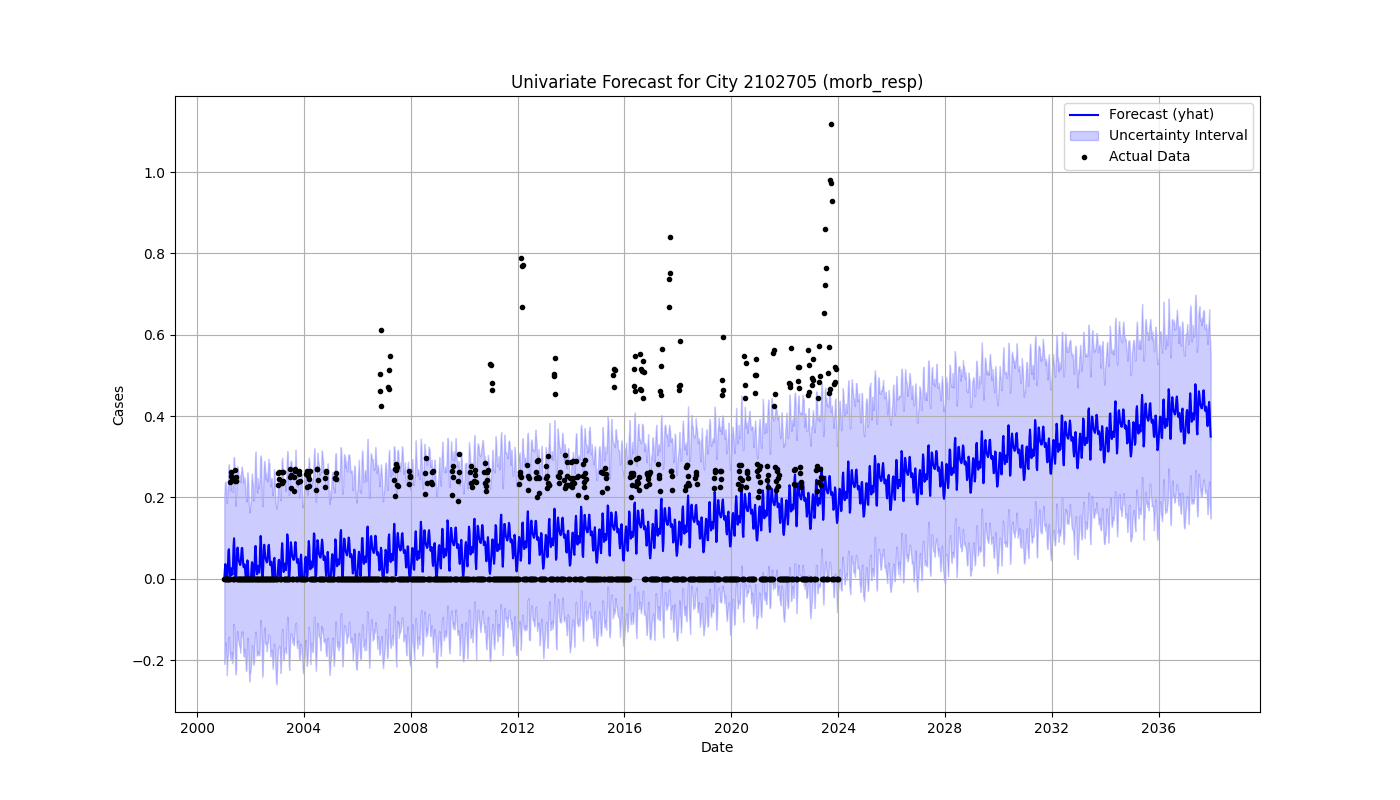 Univariate Forecast for City 2102705 (morb_resp)
Forecast (yhat)
Uncertainty Interval
Actual Data
Cases
1.0
0.8
0.6
0.4
0.2
0.0
−0.2
2000 2004 2008 2012 2016 2020 2024 2028 2032 2036
Date